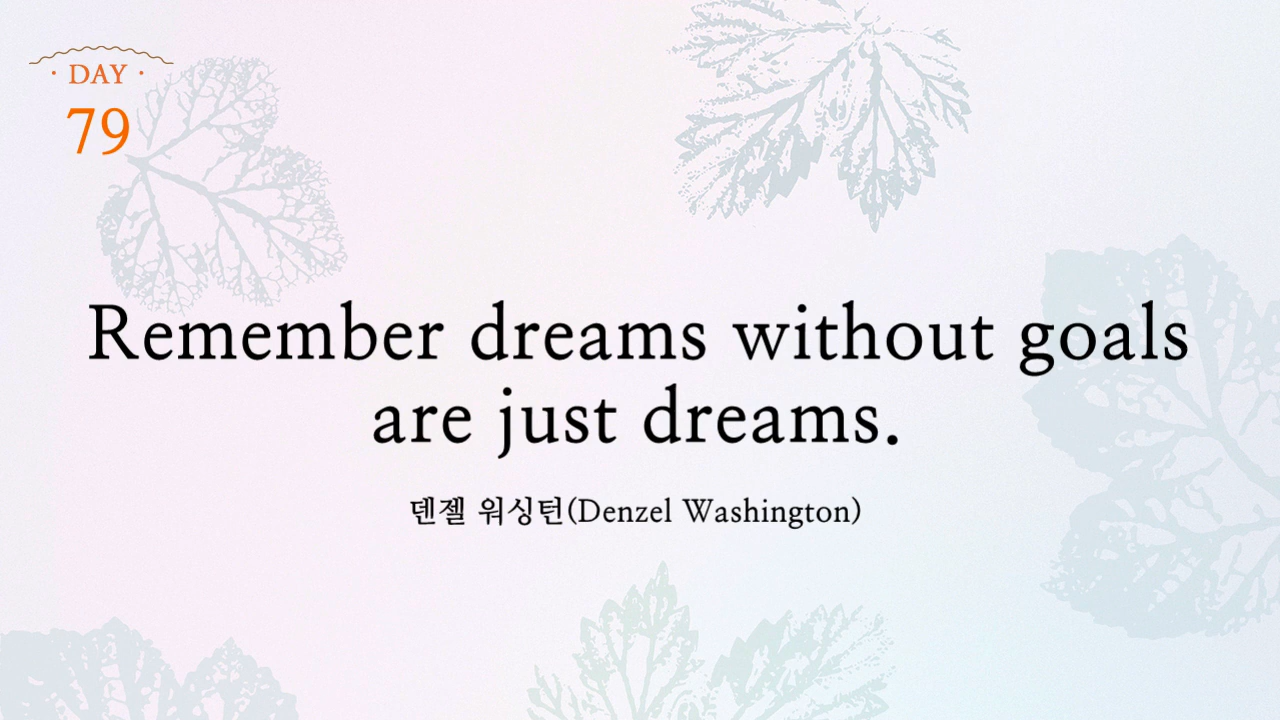 · DAY ·
79
Remember dreams without goals
are just dreams.
덴젤 워싱턴(Denzel Washington)